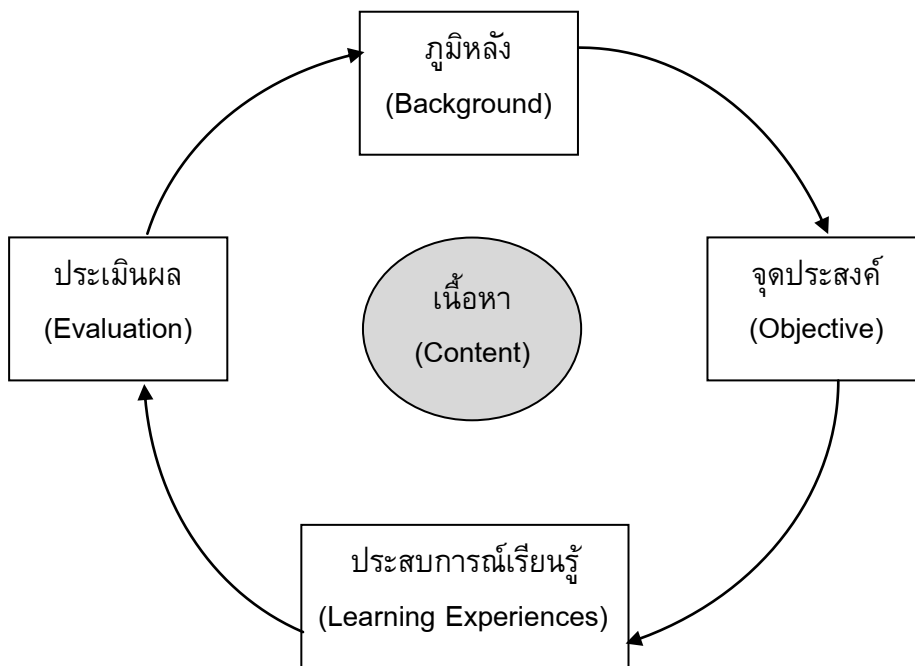 ภูมิหลัง
(Background)
ประเมินผล
(Evaluation)
เนื้อหา
(Content)
จุดประสงค์
(Objective)
ประสบการณ์เรียนรู้
(Learning Experiences)